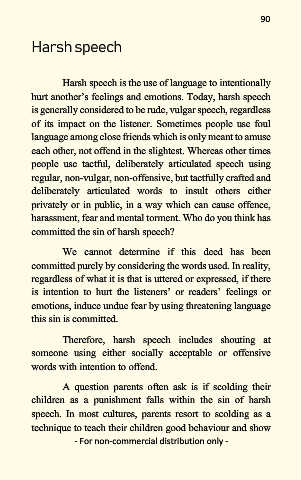 90
Harsh speech
Harsh speech is the use of language to intentionally
hurt another's feelings and emotions. Today, harsh speech
is generally considered to be rude, vulgar speech, regardless
of its impact on the listener. Sometimes people use foul
language among close friends which is only meant to amuse
each other, not offend in the slightest. Whereas other times
people use tactful, deliberately articulated speech using
regular, non-vulgar, non-offensive, but tactfully crafted and
deliberately articulated words to insult others either
privately or in public, in a way which can cause offence,
harassment, fear and mental torment. Who do you think has
committed the sin of harsh speech?
We cannot determine if this deed has been
committed purely by considering the words used. In reality,
regardless of what it is that is uttered or expressed, if there
is intention to hurt the listeners' or readers' feelings or
emotions, induce undue fear by using threatening language
this sin is committed.
Therefore, harsh speech includes shouting at
someone using either socially acceptable or offensive
words with intention to offend.
A question parents often ask is if scolding their
children as a punishment falls within the sin of harsh
speech. In most cultures, parents resort to scolding as a
technique to teach their children good behaviour and show
- For non-commercial distribution only -